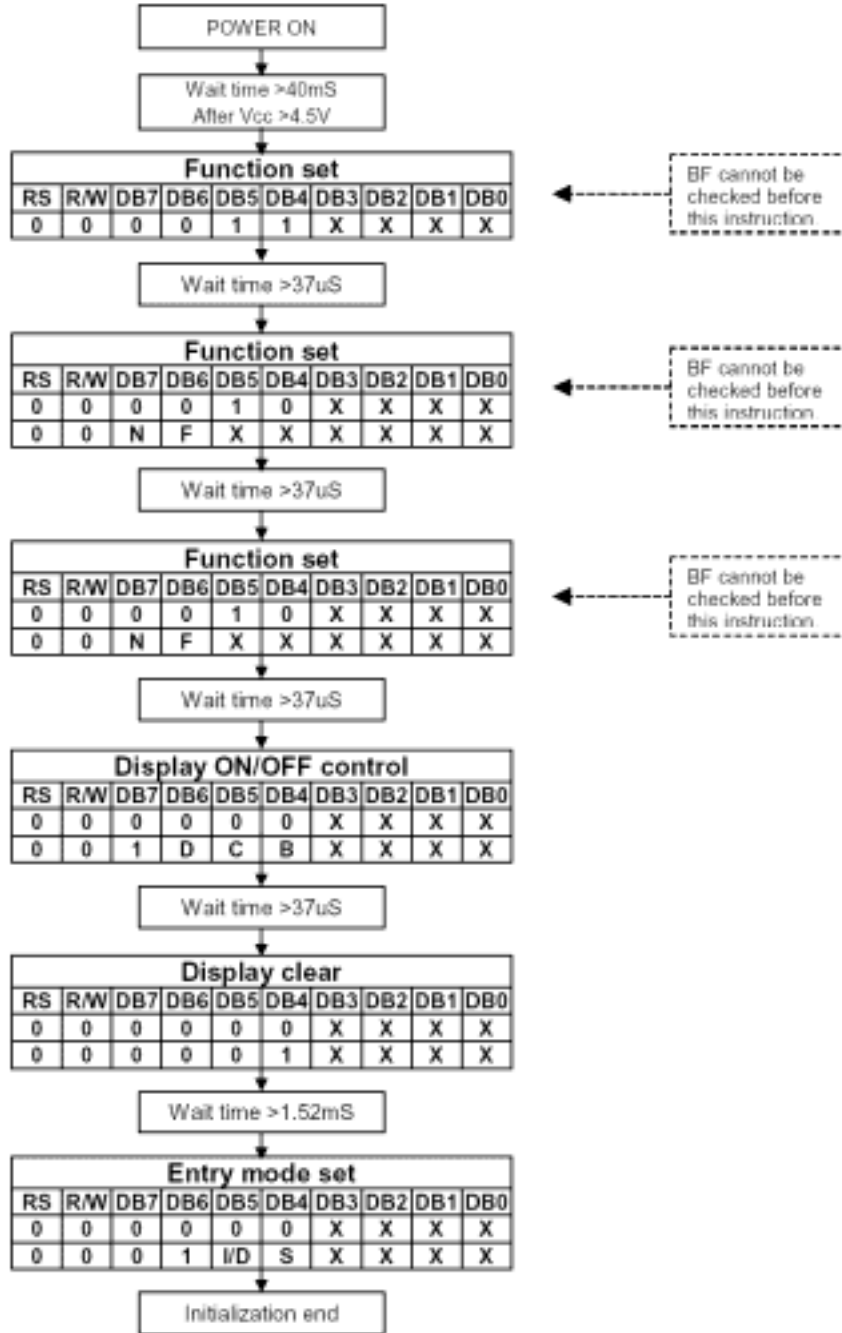 POWER ON
Wait time >40mS
After Vcc >4.5V
Function set
RS R/W DB7 DB6 DB5 DB4 DB3 DB2 DB1 DB0
0 0 0 0 1 1 X X X X
BF cannot be
checked before
this instruction.
Wait time >37uS
Function set
RS R/W DB7 DB6 DB5 DB4 DB3 DB2 DB1 DB0
0 0 0 0 1 0 X X X X
0 0 N F X X X X X X
BF cannot be
checked before
this instruction.
Wait time >37uS
Function set
RS R/W DB7 DB6 DB5 DB4 DB3 DB2 DB1 DB0
0 0 0 0 1 0 X X X X
0 0 N F X X X X X X
BF cannot be
checked before
this instruction.
Wait time >37uS
Display ON/OFF control
RS R/W DB7 DB6 DB5 DB4 DB3 DB2 DB1 DB0
0 0 0 0 0 0 X X X X
0 0 1 D C B X X X X
Wait time >37uS
Display clear
RS R/W DB7 DB6 DB5 DB4 DB3 DB2 DB1 DB0
0 0 0 0 0 0 X X X X
0 0 0 0 0 1 X X X X
Wait time >1.52mS
Entry mode set
RS R/W DB7 DB6 DB5 DB4 DB3 DB2 DB1 DB0
0 0 0 0 0 0 X X X X
0 0 0 1 I/D S X X X X
Initialization end